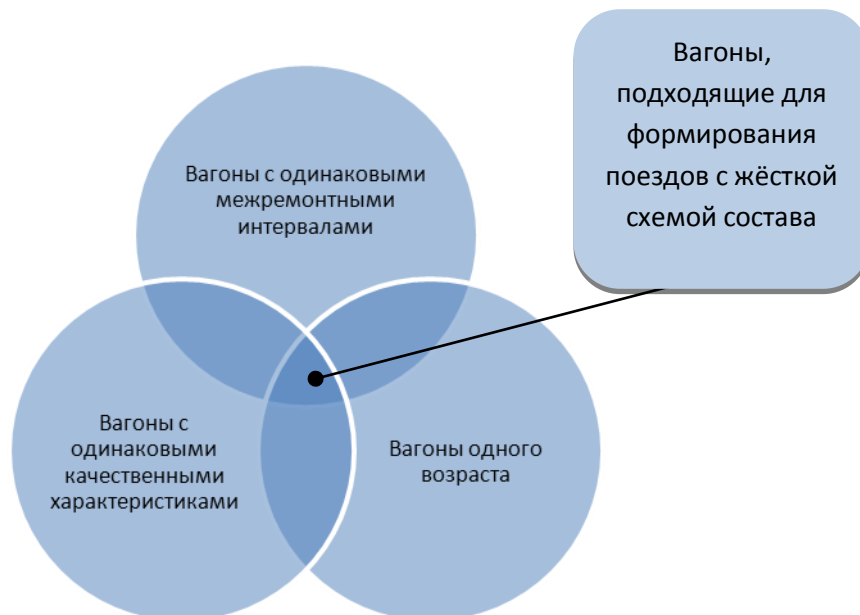 Вагоны,
подходящие для
формирования
поездов с жёсткой
схемой состава
Вагоны с одинаковыми
межремонтными
интервалами
Вагоны с
одинаковыми
качественными
характеристиками
Вагоны одного
возраста